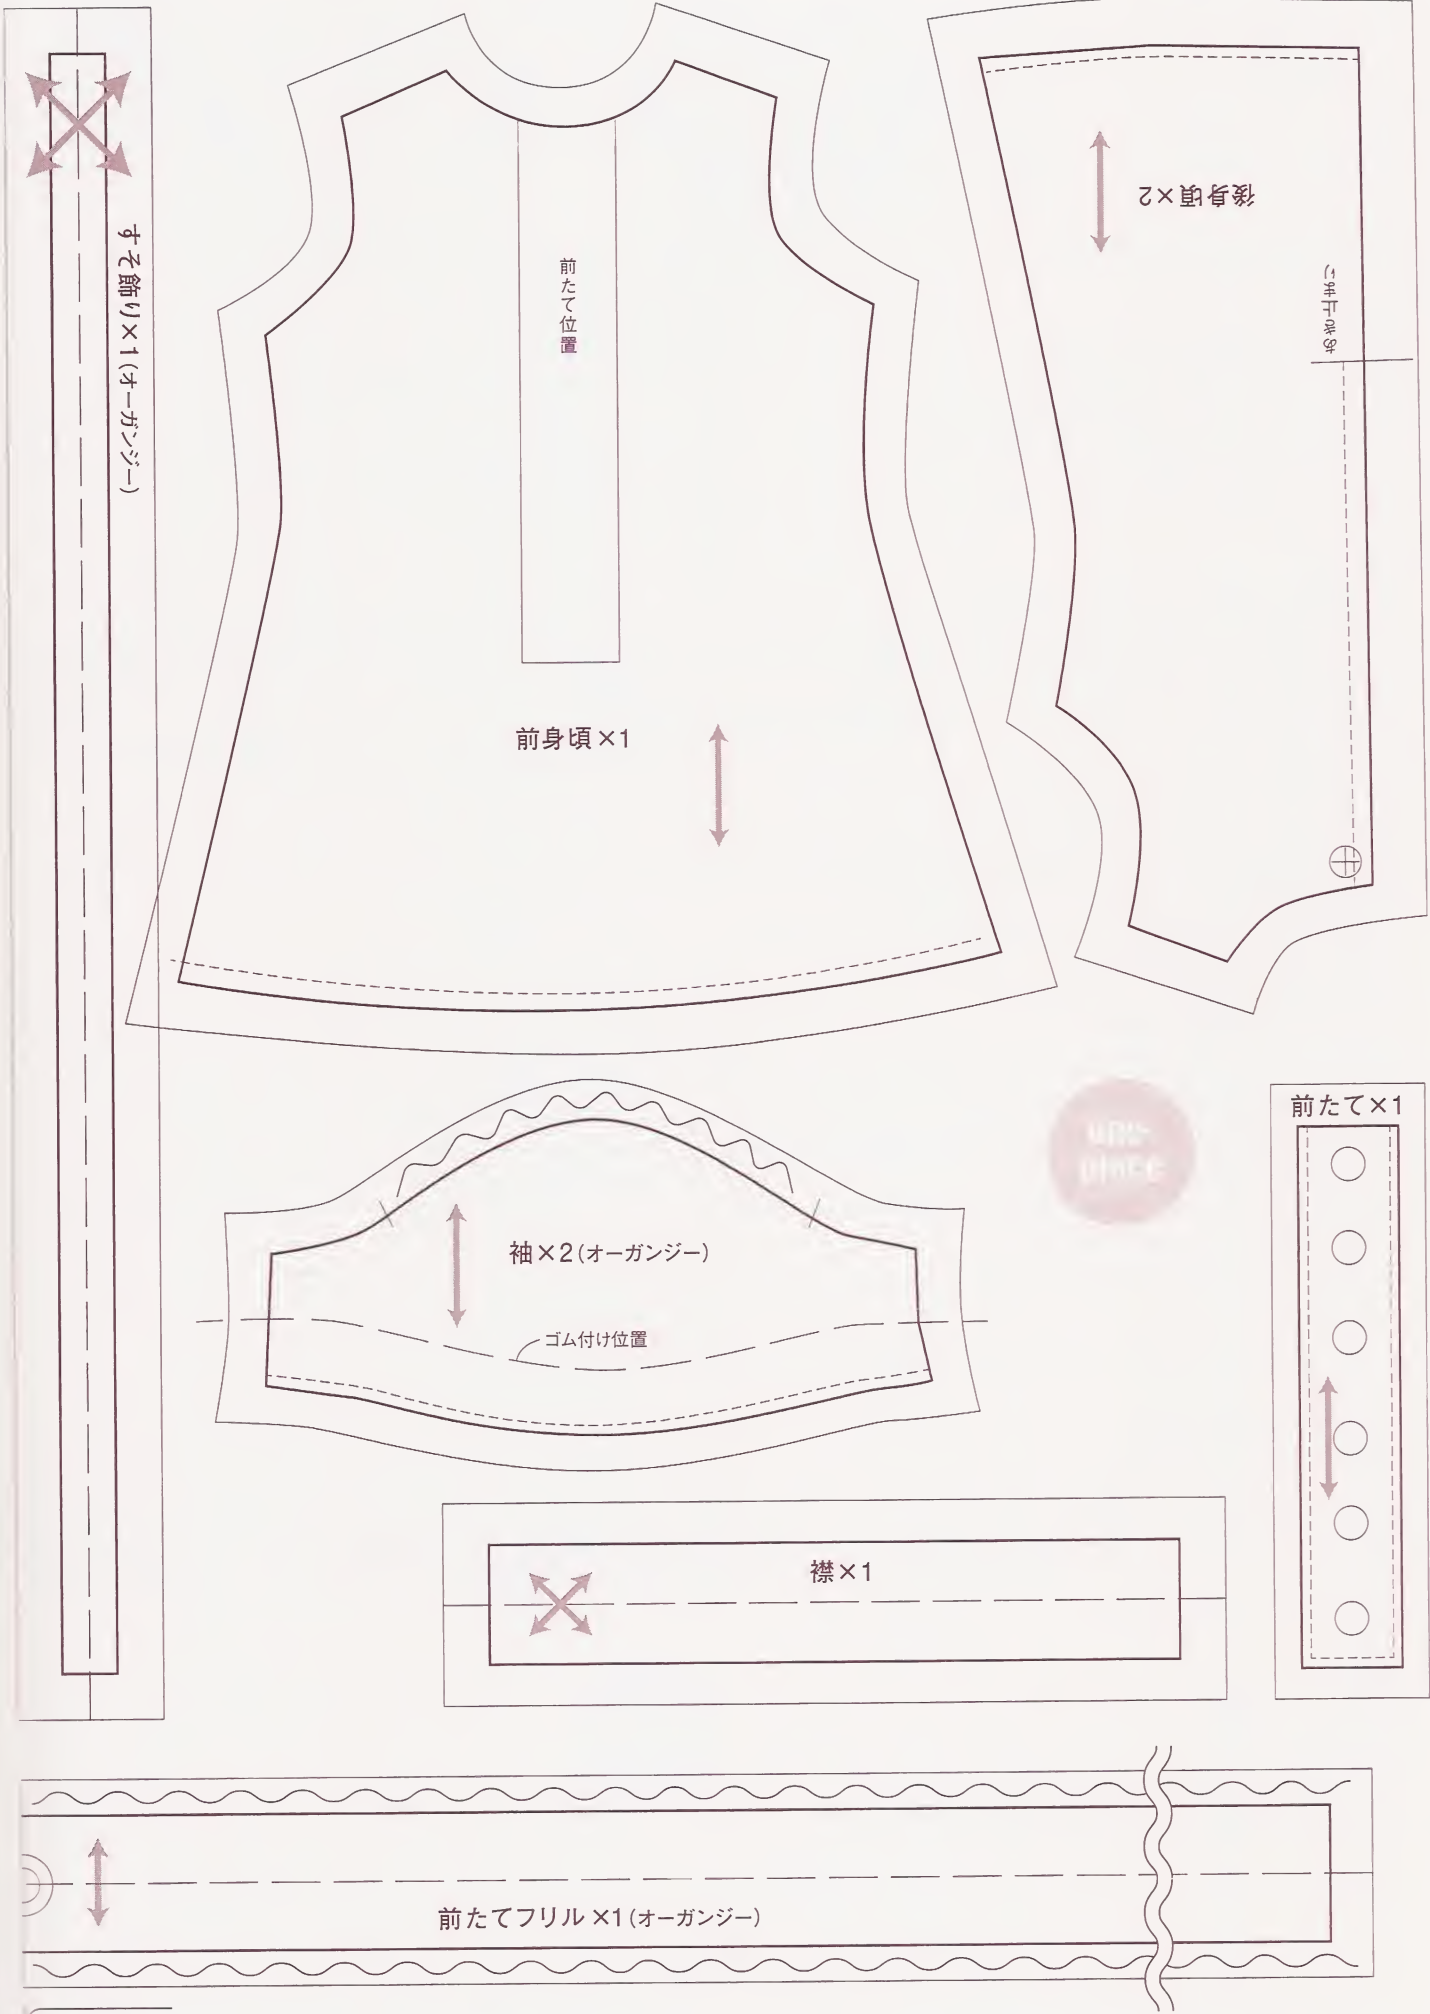 すそ飾り×1(オーガンジー)
前たて位置
後身頃×2
あき止まり
前身頃×1
前たて×1
袖×2(オーガンジー)
ゴム付け位置
襟×1
前たてフリル×1(オーガンジー)